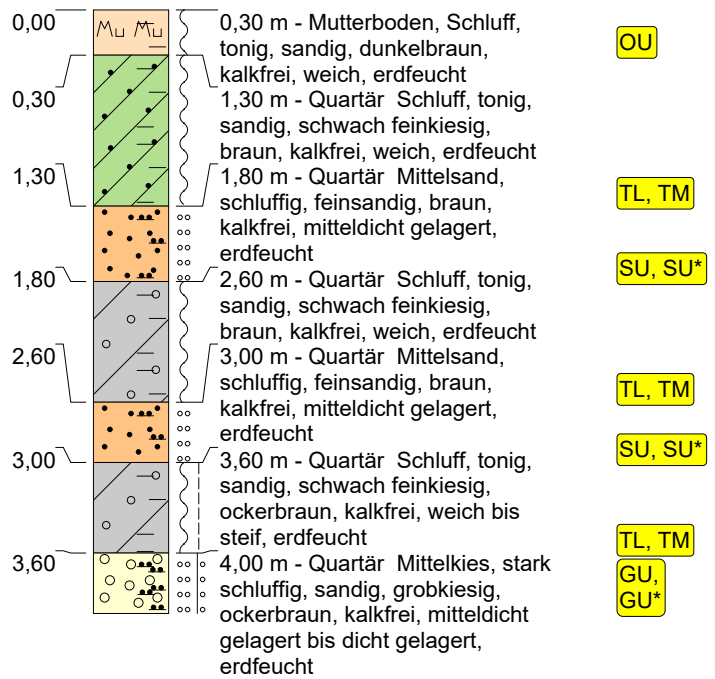 0,00
0,30 m - Mutterboden, Schluff,
tonig, sandig, dunkelbraun,
kalkfrei, weich, erdfeucht
Mu Mu
OU
0,30
1,30 m - Quartär Schluff, tonig,
sandig, schwach feinkiesig,
braun, kalkfrei, weich, erdfeucht
TL, TM
1,30
1,80 m - Quartär Mittelsand,
schluffig, feinsandig, braun,
kalkfrei, mitteldicht gelagert,
erdfeucht
SU, SU*
1,80
2,60 m - Quartär Schluff, tonig,
sandig, schwach feinkiesig,
braun, kalkfrei, weich, erdfeucht
TL, TM
2,60
3,00 m - Quartär Mittelsand,
schluffig, feinsandig, braun,
kalkfrei, mitteldicht gelagert,
erdfeucht
SU, SU*
3,00
3,60 m - Quartär Schluff, tonig,
sandig, schwach feinkiesig,
ockerbraun, kalkfrei, weich bis
steif, erdfeucht
TL, TM
3,60
4,00 m - Quartär Mittelkies, stark
schluffig, sandig, grobkiesig,
ockerbraun, kalkfrei, mitteldicht
gelagert bis dicht gelagert,
erdfeucht
GU,
GU*